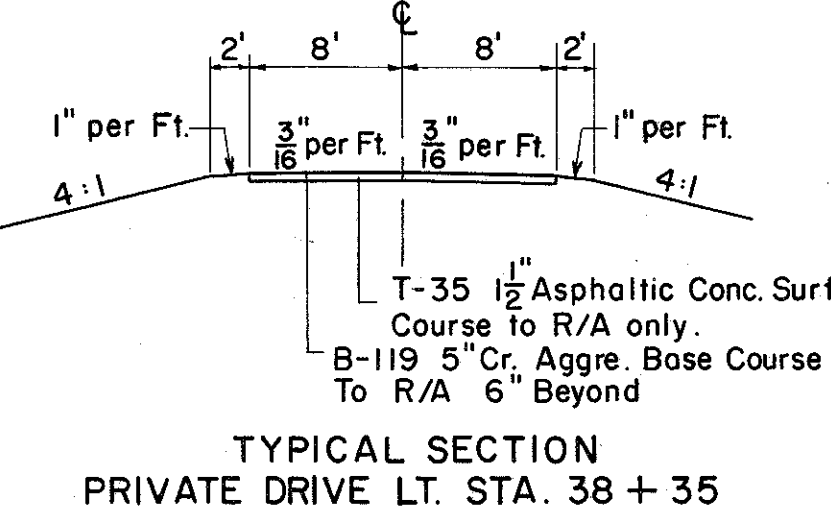 ℄
2' 8' 8' 2'
1" per Ft. 3/16" per Ft. 3/16" per Ft. 1" per Ft.
4:1 4:1
T-35 1 1/2" Asphaltic Conc. Surf
Course to R/A only.
B-119 5" Cr. Aggre. Base Course
To R/A 6" Beyond
TYPICAL SECTION
PRIVATE DRIVE LT. STA. 38 + 35